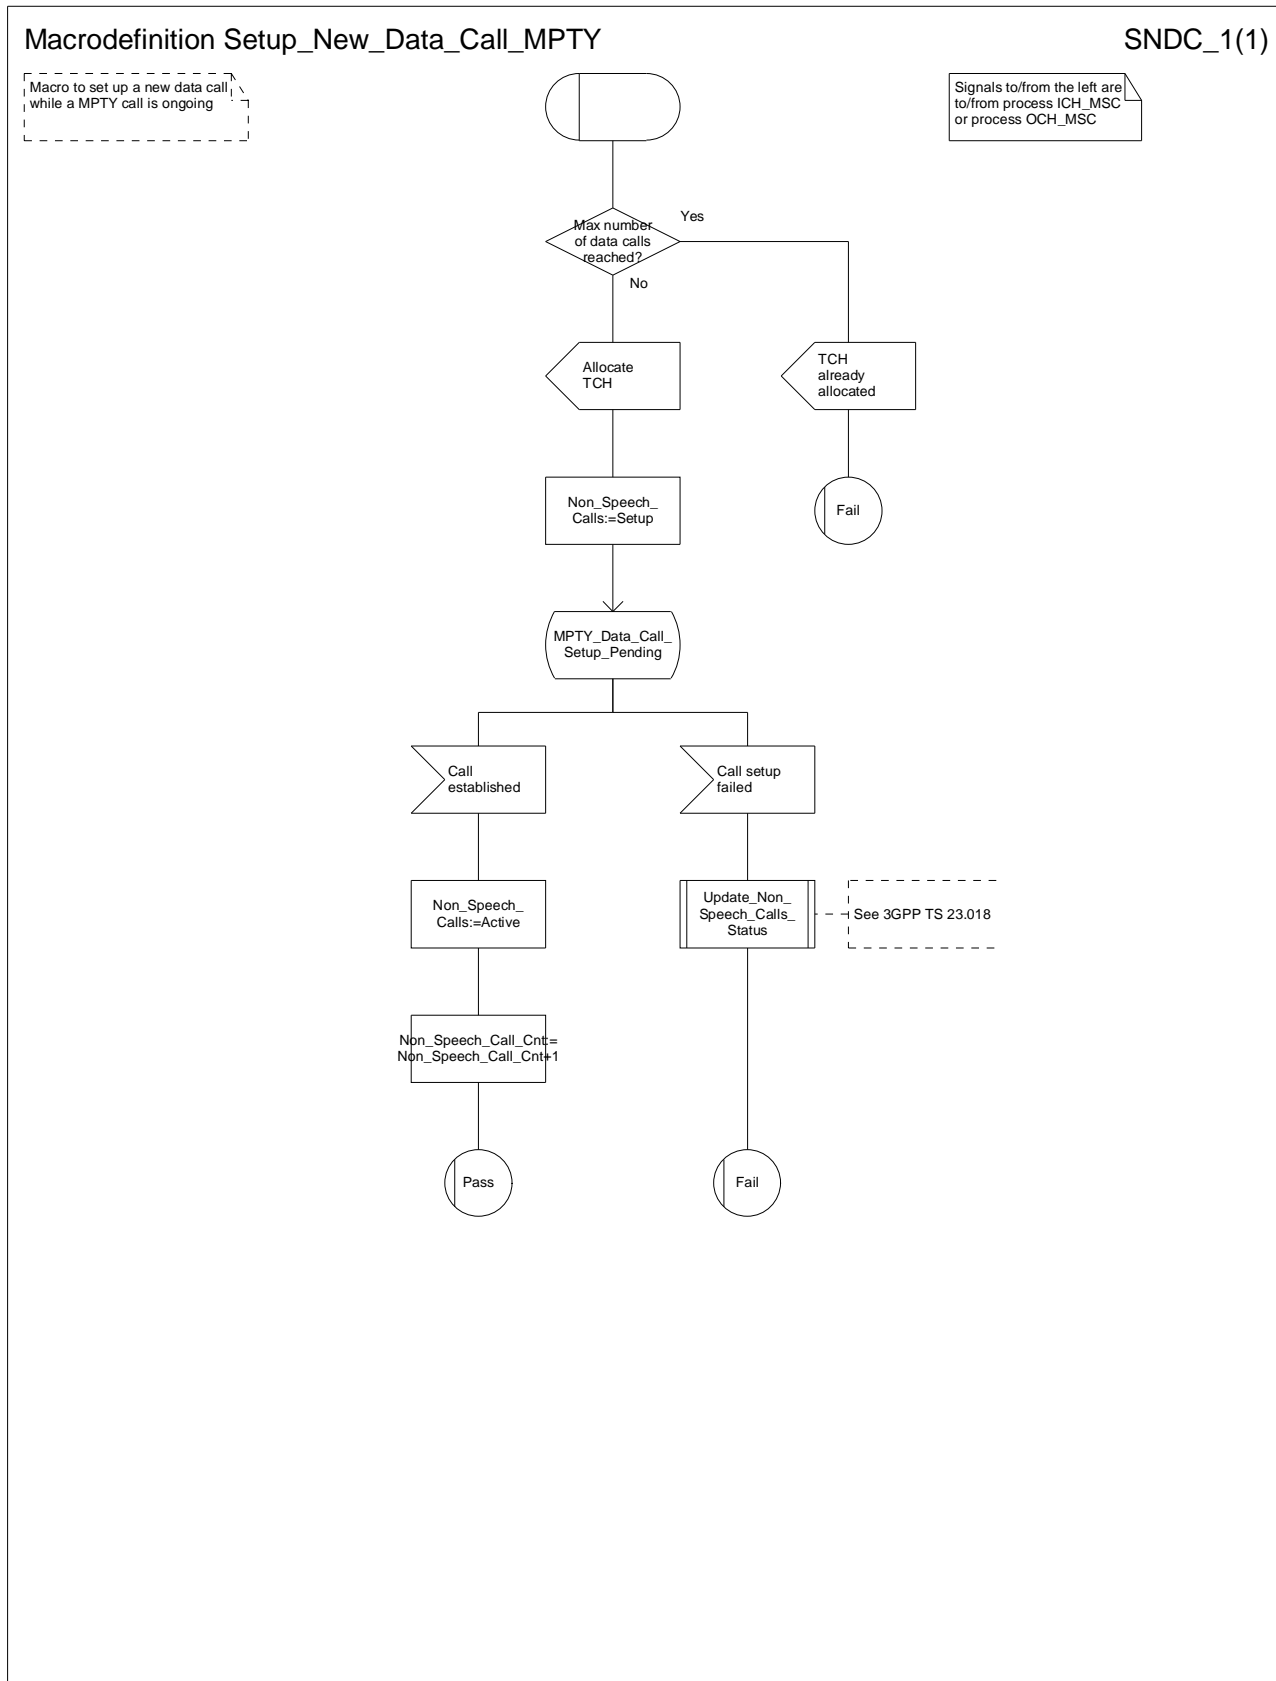 Macrodefinition Setup_New_Data_Call_MPTY
SNDC_1(1)
Macro to set up a new data call
while a MPTY call is ongoing
Signals to/from the left are
to/from process ICH_MSC
or process OCH_MSC
Max number
of data calls
reached?
Yes
No
Allocate
TCH
TCH
already
allocated
Non_Speech_
Calls:=Setup
Fail
MPTY_Data_Call_
Setup_Pending
Call
established
Call setup
failed
Non_Speech_
Calls:=Active
Update_Non_
Speech_Calls_
Status
See 3GPP TS 23.018
Non_Speech_Call_Cnt:=
Non_Speech_Call_Cnt+1
Pass
Fail